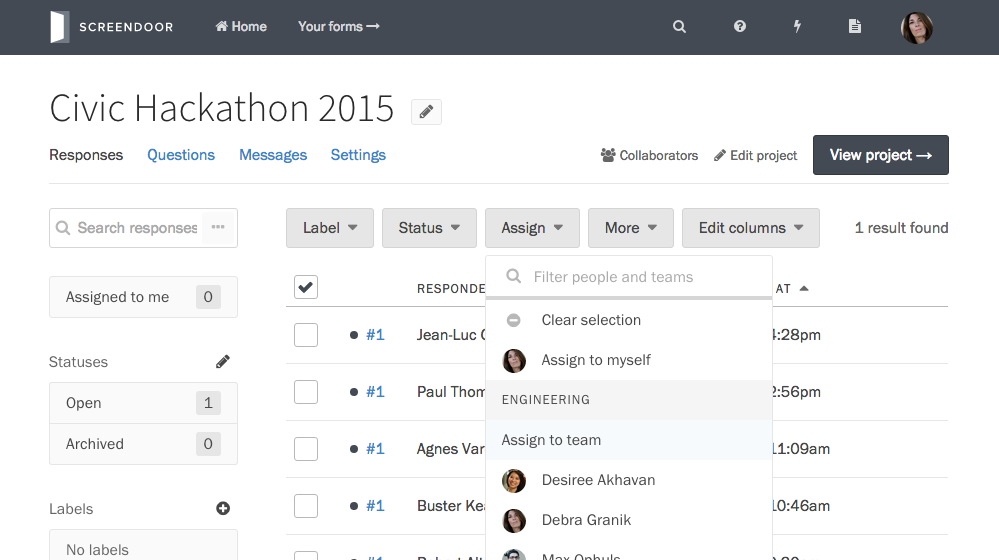 SCREENDOOR
Home
Your forms →
Civic Hackathon 2015
Responses Questions Messages Settings
Collaborators Edit project View project →
Search responses ...
Label Status Assign More Edit columns 1 result found
Assigned to me 0
Statuses
Open 1
Archived 0
Labels
No labels
RESPONDE
AT
#1 Jean-Luc
4:28pm
#1 Paul Thom
2:56pm
#1 Agnes Var
11:09am
#1 Buster Kea
10:46am
Filter people and teams
Clear selection
Assign to myself
ENGINEERING
Assign to team
Desiree Akhavan
Debra Granik
Max Ophuls